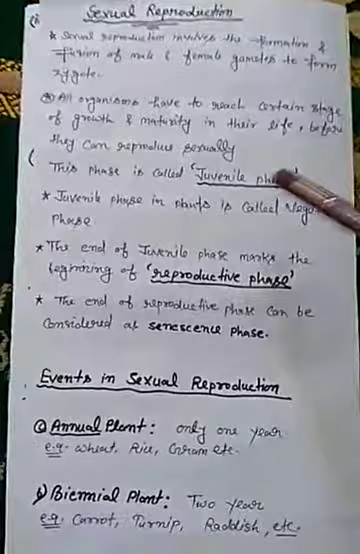 Sexual Reproduction
* Sexual reproduction involves the formation &
fusion of male & female gametes to form
zygote.
* All organisms have to reach certain stage
of growth & maturity in their life, before
they can reproduce sexually
This phase is called 'Juvenile
* Juvenile phase in plants is called
Phase
* The end of Juvenile phase marks the
beginning of 'reproductive phase'
* The end of reproductive phase can be
considered as senescence phase.
Events in Sexual Reproduction
a) Annual Plant: only one year
e.g. wheat, Rice, Gram etc.
b) Biennial Plant: Two year
e.g. Carrot, Turnip, Raddish, etc.